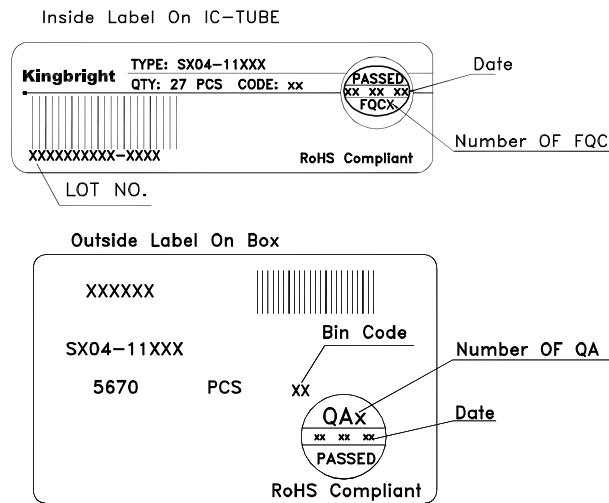 Inside Label On IC-TUBE
TYPE: SX04-11XXX
Kingbright
QTY: 27 PCS CODE: xx
PASSED
xx xx xx
FQCX
Date
Number OF FQC
XXXXXXXXXX-XXXX
RoHS Compliant
LOT NO.
Outside Label On Box
XXXXXX
SX04-11XXX
Bin Code
5670 PCS XX
Number OF QA
QAx
Date
xx xx xx
PASSED
RoHS Compliant